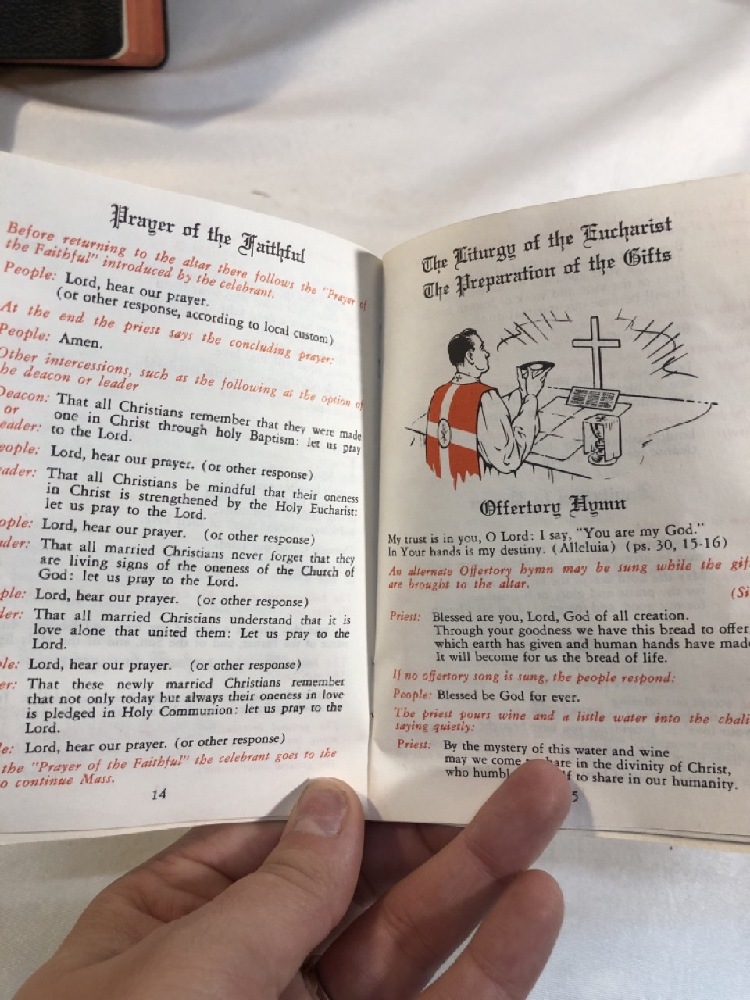 Prayer of the Faithful
Before returning to the altar there follows the "Prayer of
the Faithful" introduced by the celebrant.
People: Lord, hear our prayer.
(or other response, according to local custom)
At the end the priest says the concluding prayer:
People: Amen.
Other intercessions, such as the following at the option of
he deacon or leader
Deacon: That all Christians remember that they were made
or one in Christ through holy Baptism: let us pray
eader: to the Lord.
eople: Lord, hear our prayer. (or other response)
ader: That all Christians be mindful that their oneness
in Christ is strengthened by the Holy Eucharist:
let us pray to the Lord.
ople: Lord, hear our prayer. (or other response)
der: That all married Christians never forget that they
are living signs of the oneness of the Church of
God: let us pray to the Lord.
ple: Lord, hear our prayer. (or other response)
der: That all married Christians understand that it is
love alone that united them: Let us pray to the
Lord.
le: Lord, hear our prayer. (or other response)
er: That these newly married Christians remember
that not only today but always their oneness in love
is pledged in Holy Communion: let us pray to the
Lord.
le: Lord, hear our prayer. (or other response)
the "Prayer of the Faithful" the celebrant goes to the
o continue Mass.
14
The Liturgy of the Eucharist
The Preparation of the Gifts
Offertory Hymn
My trust is in you, O Lord: I say, "You are my God."
In Your hands is my destiny. (Alleluia) (ps. 30, 15-16)
An alternate Offertory hymn may be sung while the gif
are brought to the altar.
(Si
Priest: Blessed are you, Lord, God of all creation.
Through your goodness we have this bread to offer
which earth has given and human hands have made
It will become for us the bread of life.
If no offertory song is sung, the people respond:
People: Blessed be God for ever.
The priest pours wine and a little water into the chali
saying quietly:
Priest: By the mystery of this water and wine
may we come hare in the divinity of Christ,
who humbl f to share in our humanity.
5